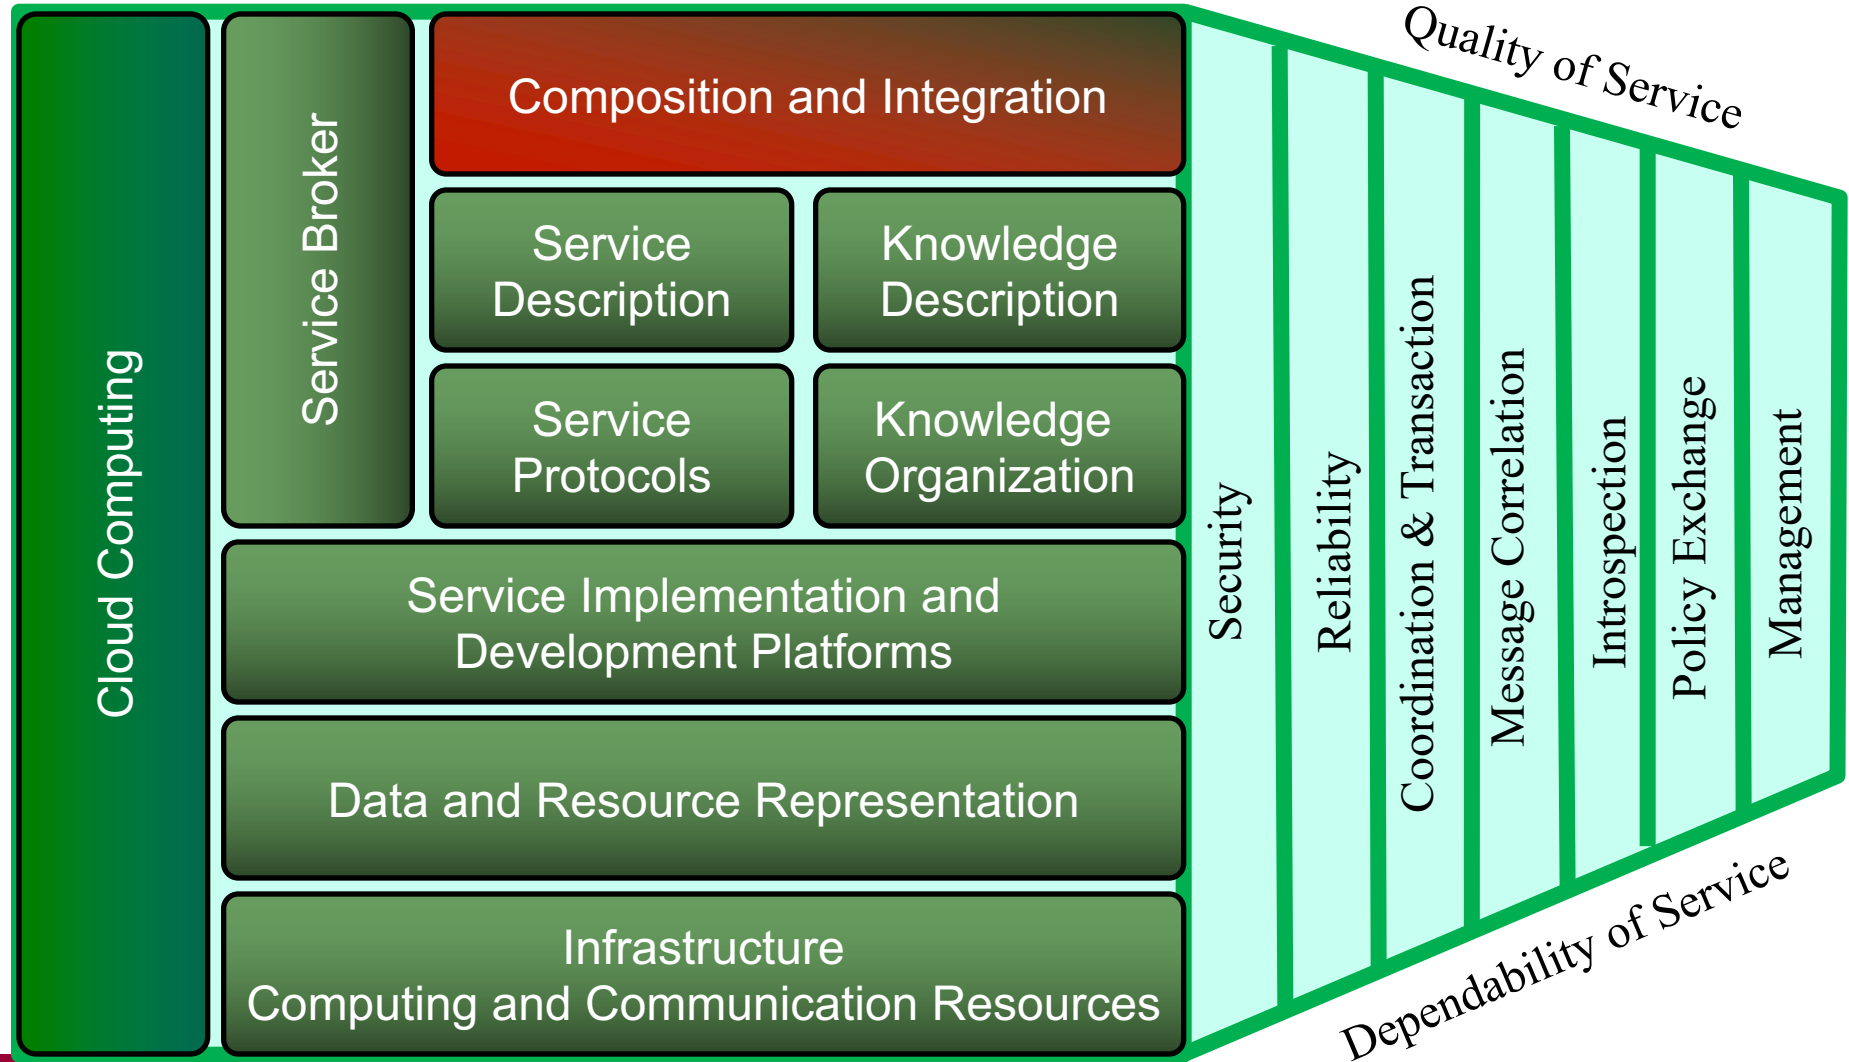 Cloud Computing
Service Broker
Composition and Integration
Service
Description
Knowledge
Description
Service
Protocols
Knowledge
Organization
Service Implementation and
Development Platforms
Data and Resource Representation
Infrastructure
Computing and Communication Resources
Quality of Service
Security
Reliability
Coordination & Transaction
Message Correlation
Introspection
Policy Exchange
Management
Dependability of Service